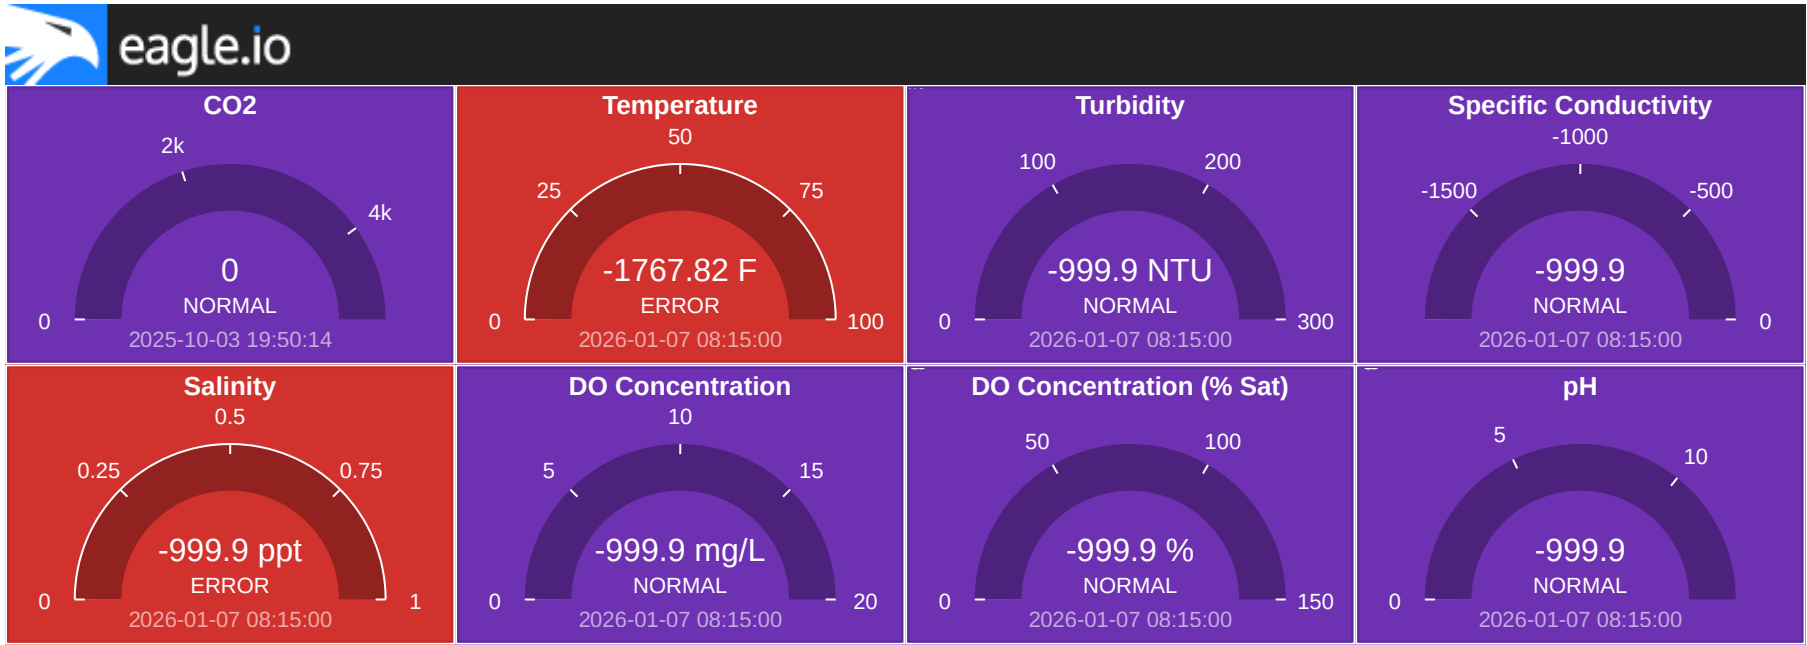 eagle.io
CO2
2k
4k
0
0
NORMAL
2025-10-03 19:50:14
Temperature
50
25
75
-1767.82 F
ERROR
0
100
2026-01-07 08:15:00
Turbidity
100
200
-999.9 NTU
NORMAL
0
300
2026-01-07 08:15:00
Specific Conductivity
-1000
-1500
-500
-999.9
NORMAL
0
2026-01-07 08:15:00
Salinity
0.5
0.25
0.75
-999.9 ppt
ERROR
0
1
2026-01-07 08:15:00
DO Concentration
10
5
15
-999.9 mg/L
NORMAL
0
20
2026-01-07 08:15:00
DO Concentration (% Sat)
50
100
-999.9 %
NORMAL
0
150
2026-01-07 08:15:00
pH
5
10
-999.9
NORMAL
0
2026-01-07 08:15:00